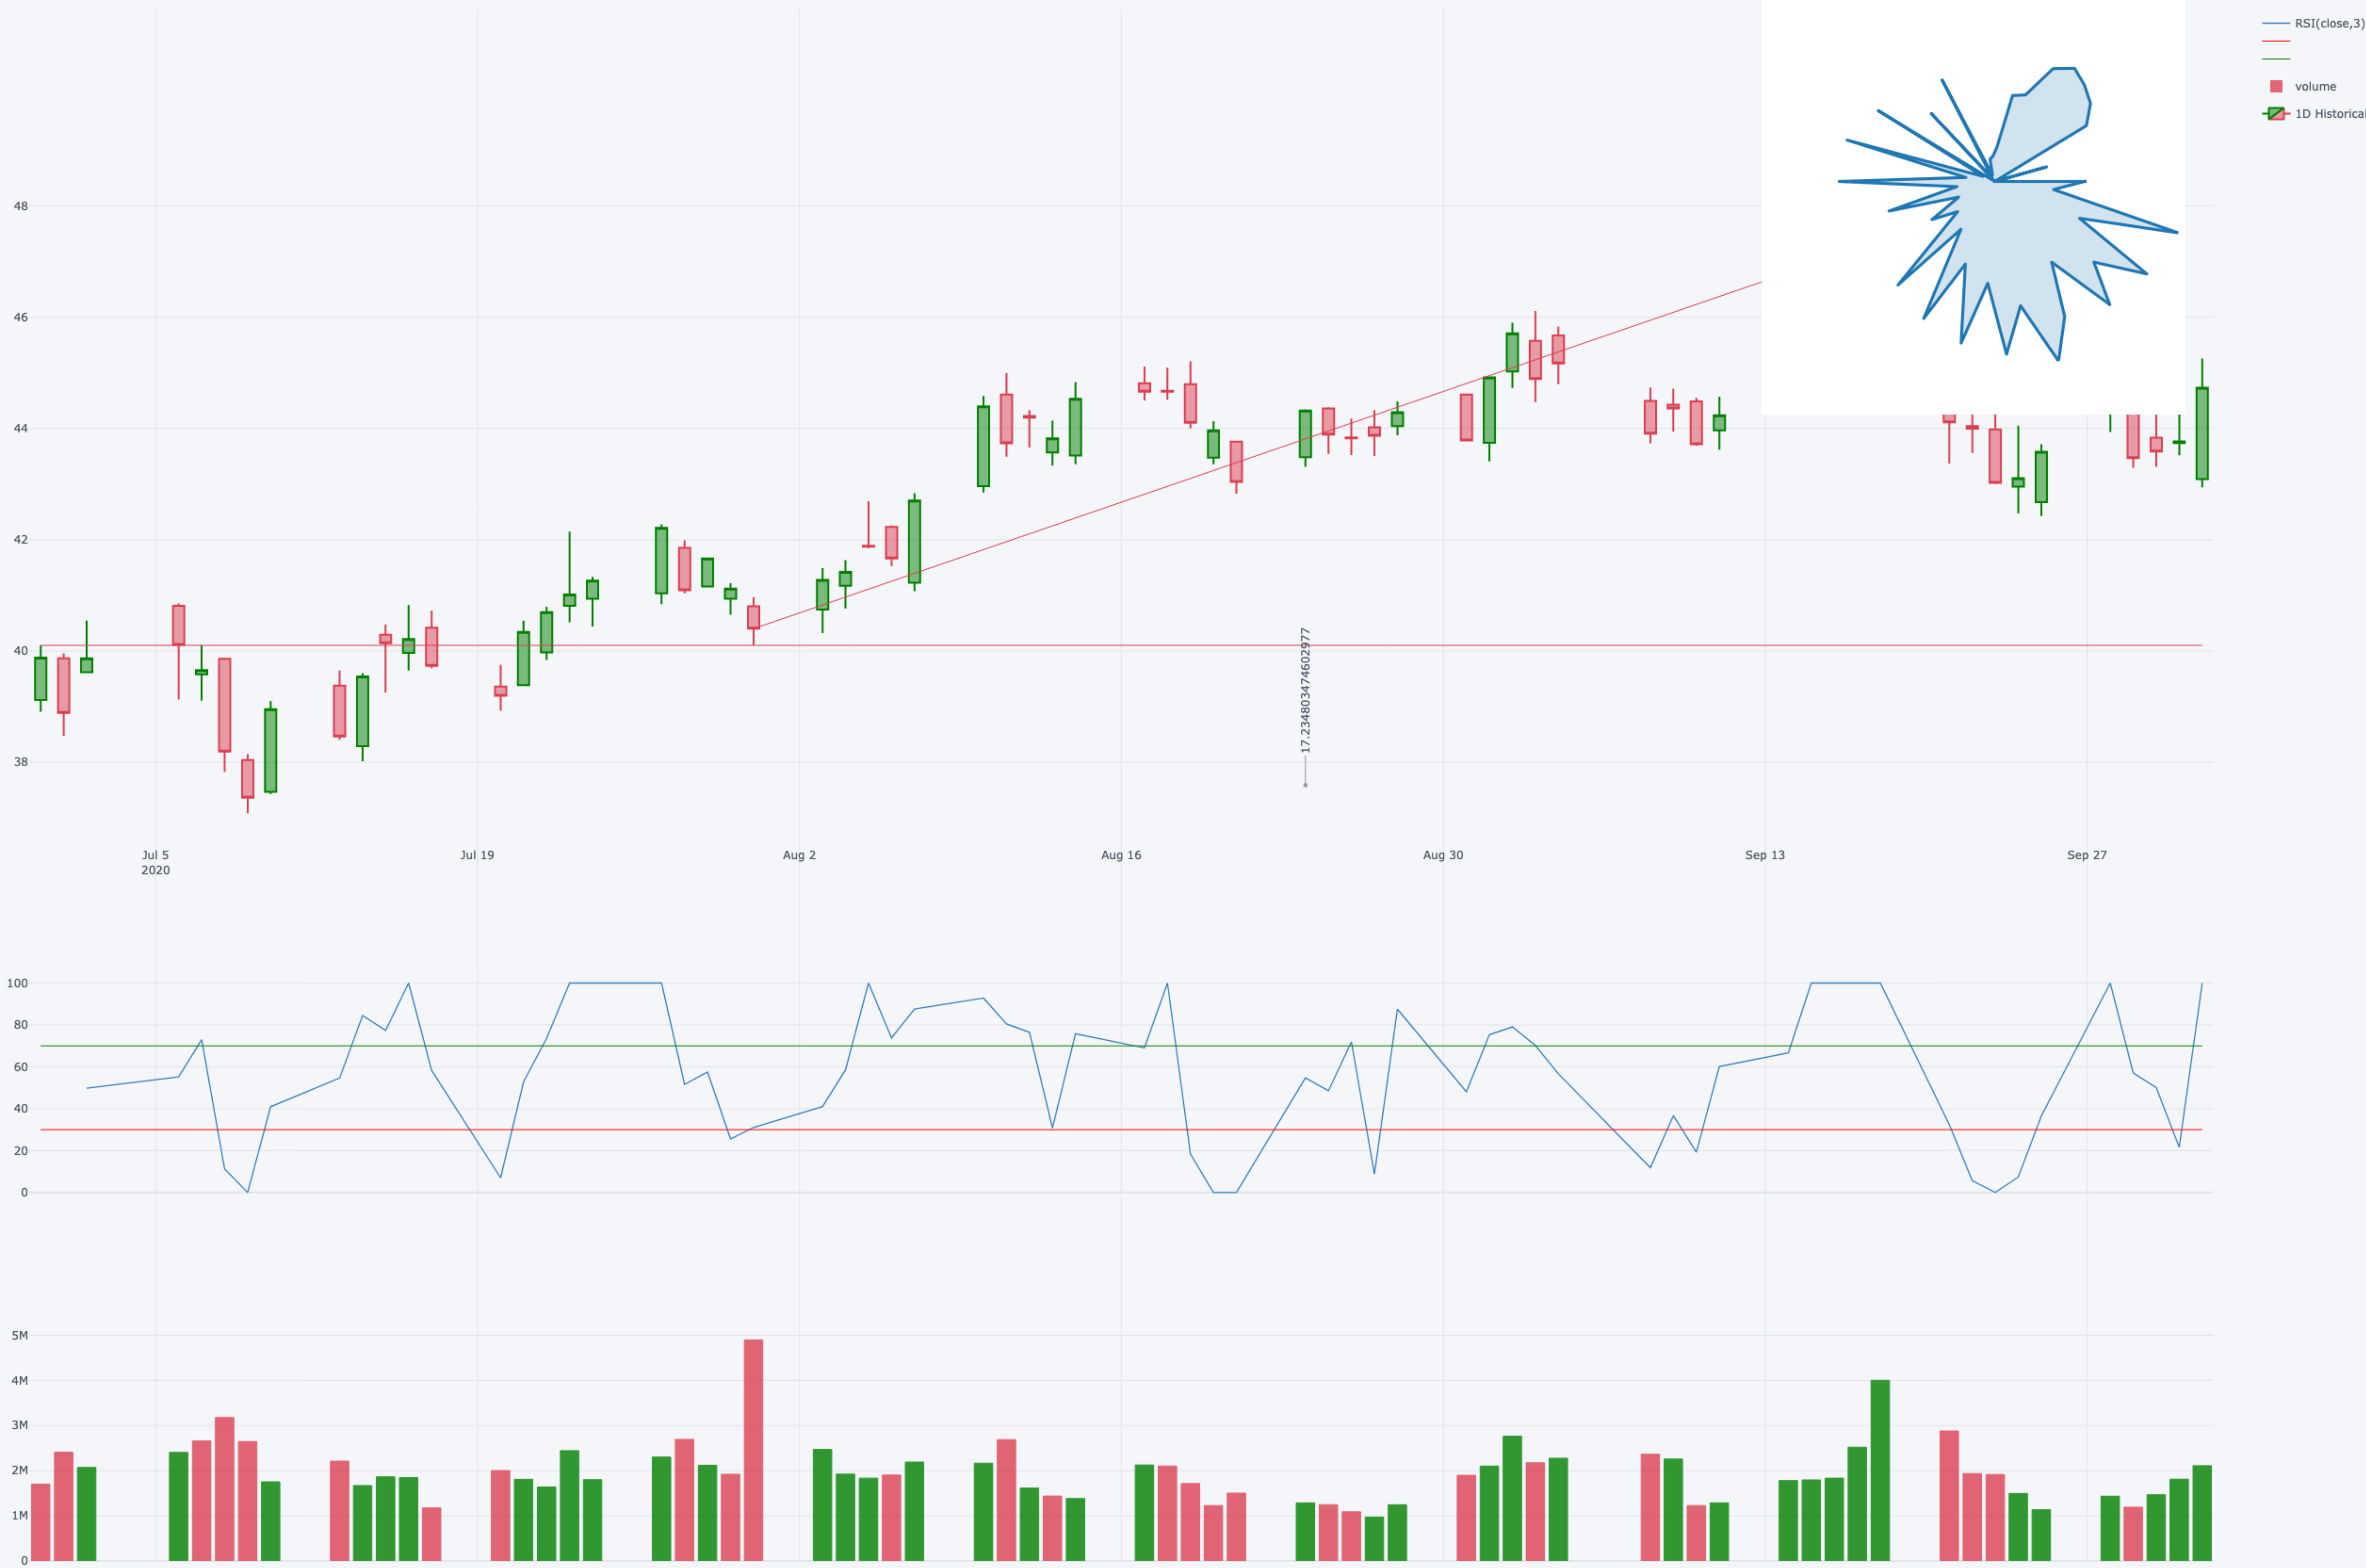 RSI(close,3)
volume
1D Historical
48
46
44
42
40
38
17.234803474602977
*
Jul 5
2020
Jul 19
Aug 2
Aug 16
Aug 30
Sep 13
Sep 27
100
80
60
40
20
0
5M
4M
3M
2M
1M
0